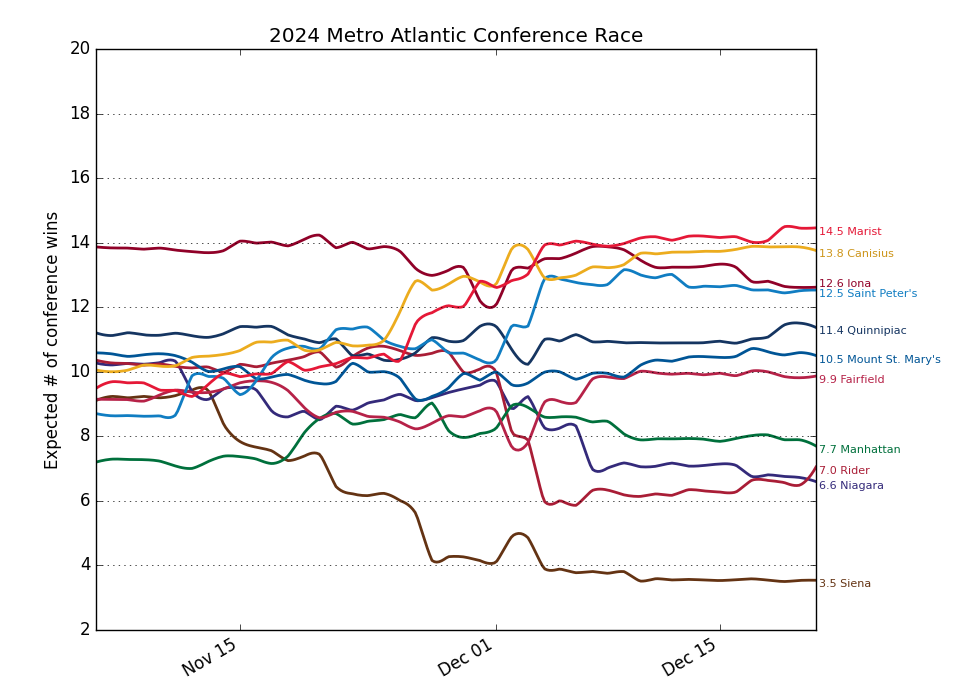 2024 Metro Atlantic Conference Race
Expected # of conference wins
20
18
16
14
12
10
8
6
4
2
14.5 Marist
13.8 Canisius
12.6 Iona
12.5 Saint Peter's
11.4 Quinnipiac
10.5 Mount St. Mary's
9.9 Fairfield
7.7 Manhattan
7.0 Rider
6.6 Niagara
3.5 Siena
Nov 15
Dec 01
Dec 15